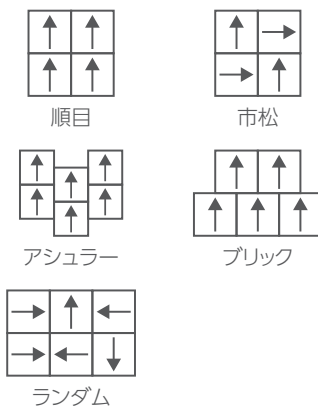 順目
市松
アシュラー
ブリック
ランダム